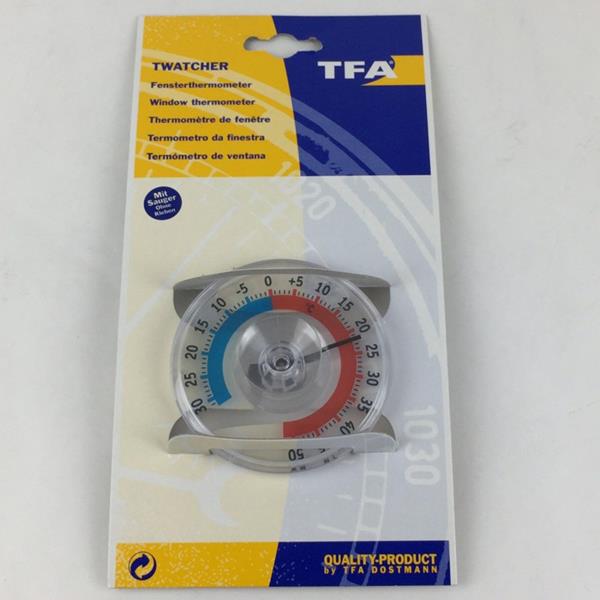 TWATCHER
TFA
Fensterthermometer
Window thermometer
Thermomètre de fenêtre
Termometro da finestra
Termómetro de ventana
Mit
Sauger
Ohne
Kleben
1020
30 25 20 15 10 -5 0 +5 10 15 20 25 30 35 40 50
°C
1030
QUALITY-PRODUCT
by TFA DOSTMANN